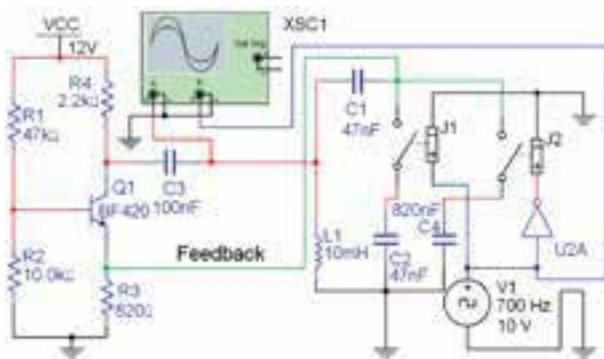 XSC1
VCC
12V
R4
2.2kΩ
R1
47kΩ
C1
47nF
J1
J2
Q1
BF420
C3
100nF
820nF
C4
U2A
R2
10.0kΩ
Feedback
L1
10mH
C2
47nF
R3
820Ω
V1
700 Hz
10 V